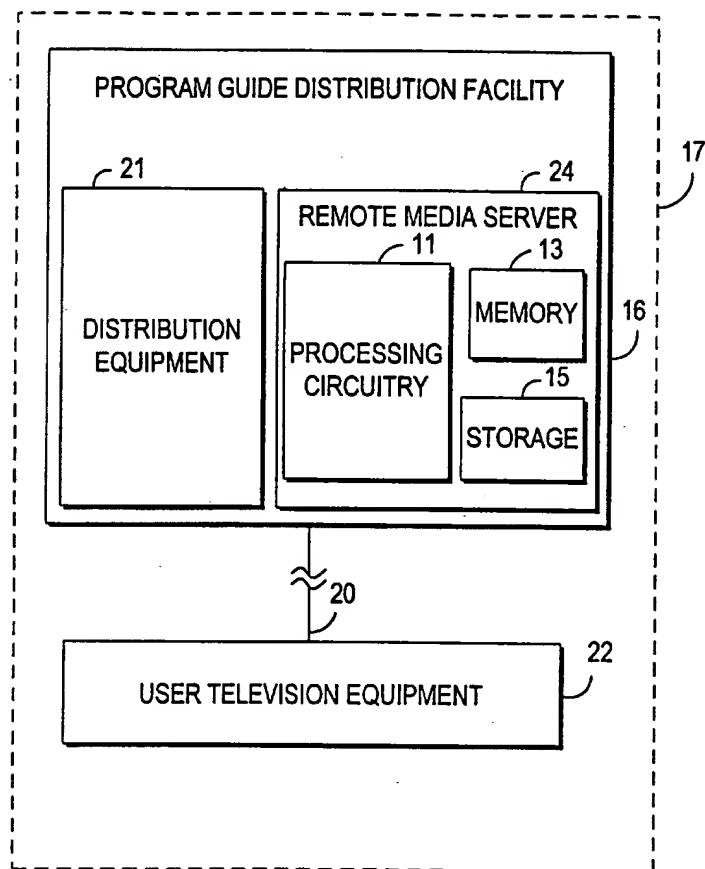 PROGRAM GUIDE DISTRIBUTION FACILITY
17
21
24
REMOTE MEDIA SERVER
11
13
DISTRIBUTION
EQUIPMENT
PROCESSING
CIRCUITRY
MEMORY
16
15
STORAGE
20
22
USER TELEVISION EQUIPMENT